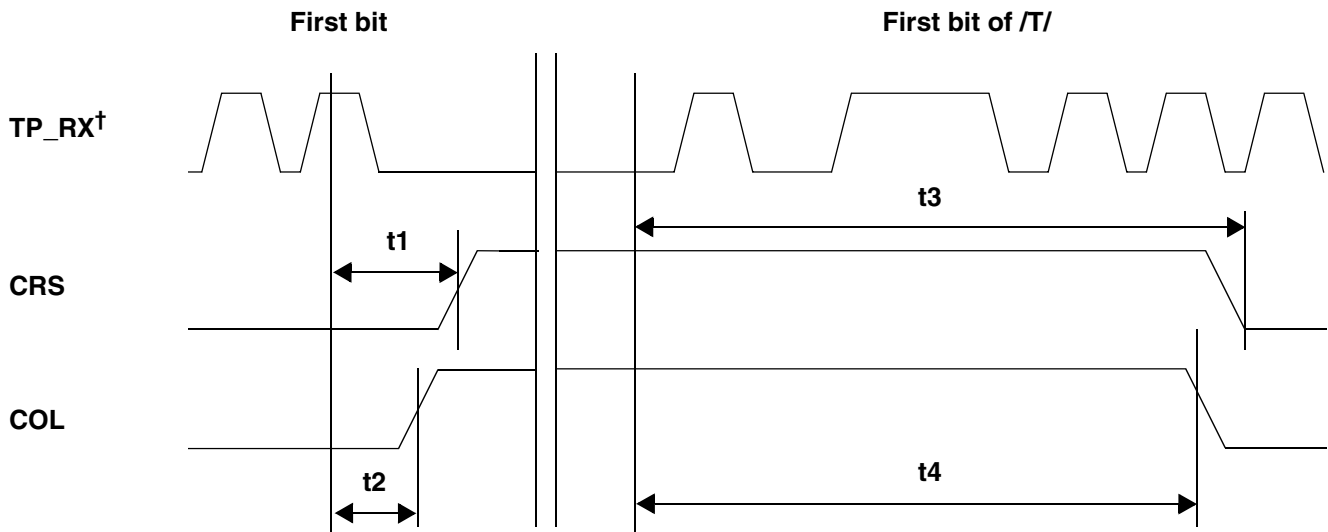 First bit
First bit of /T/
TP_RX†
t3
t1
CRS
COL
t4
t2